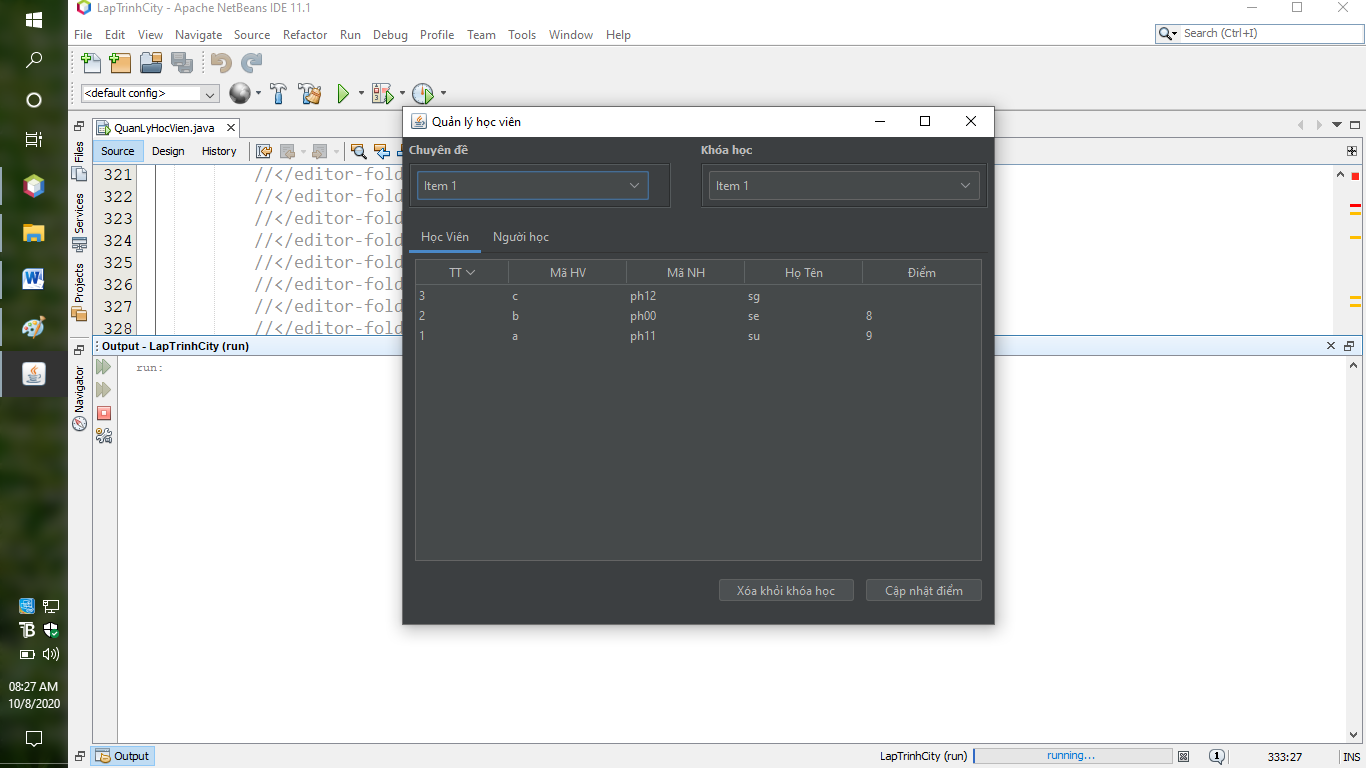 LapTrinhCity - Apache NetBeans IDE 11.1
File Edit View Navigate Source Refactor Run Debug Profile Team Tools Window Help
Search (Ctrl+I)
<default config>
QuanLyHocVien.java
Source Design History
Files
Services
Projects
Navigator
321 //</editor-fold
322 //</editor-fold
323 //</editor-fold
324 //</editor-fold
325 //</editor-fold
326 //</editor-fold
327 //</editor-fold
328 //</editor-fold
Output - LapTrinhCity (run)
run:
Quản lý học viên
Chuyên đề Khóa học
Item 1 Item 1
Học Viên Người học
TT Mã HV Mã NH Họ Tên Điểm
3 c ph12 sg
2 b ph00 se 8
1 a ph11 su 9
Xóa khỏi khóa học Cập nhật điểm
08:27 AM
10/8/2020
Output
LapTrinhCity (run) running... 1 333:27 INS